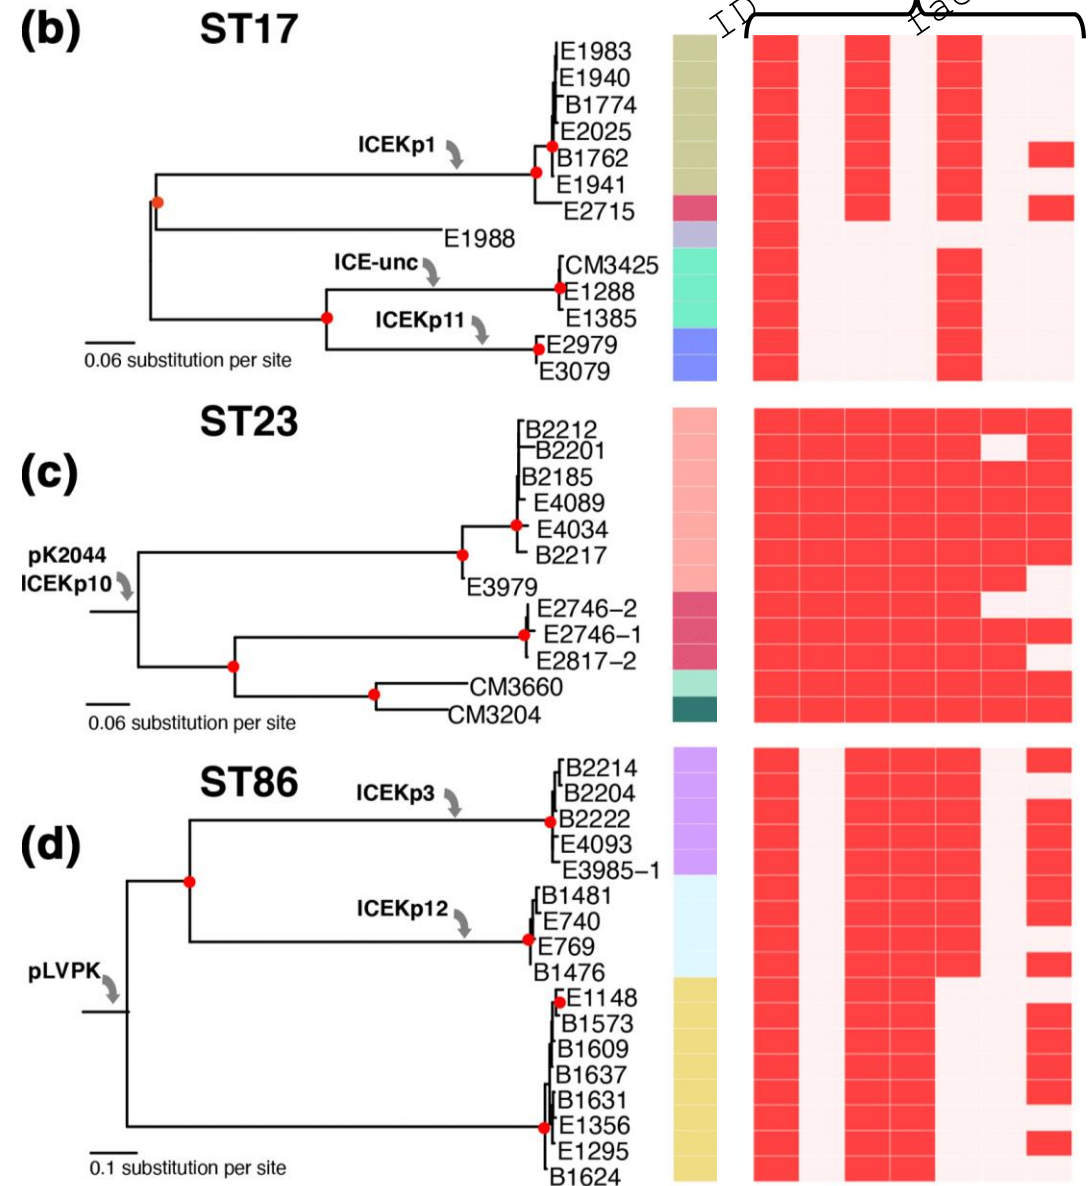 (b) ST17
ID
E1983
E1940
B1774
E2025
ICEKp1
B1762
E1941
E2715
E1988
ICE-unc
CM3425
E1288
E1385
ICEKp11
E2979
E3079
0.06 substitution per site
ST23
(c)
B2212
B2201
B2185
E4089
E4034
B2217
pK2044
ICEKp10
E3979
E2746-2
E2746-1
E2817-2
CM3660
CM3204
0.06 substitution per site
ST86
(d)
ICEKp3
B2214
B2204
B2222
E4093
E3985-1
ICEKp12
B1481
E740
E769
B1476
pLVPK
E1148
B1573
B1609
B1637
B1631
E1356
E1295
B1624
0.1 substitution per site